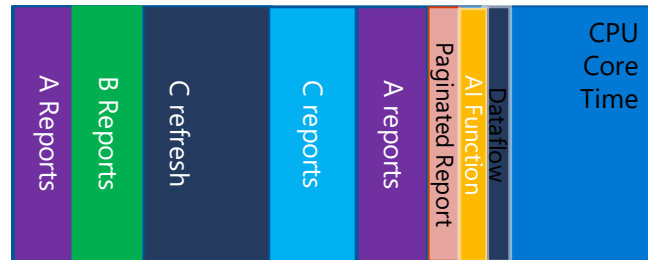 A Reports
B Reports
C refresh
C reports
A reports
Paginated Report
AI Function
Dataflow
CPU
Core
Time